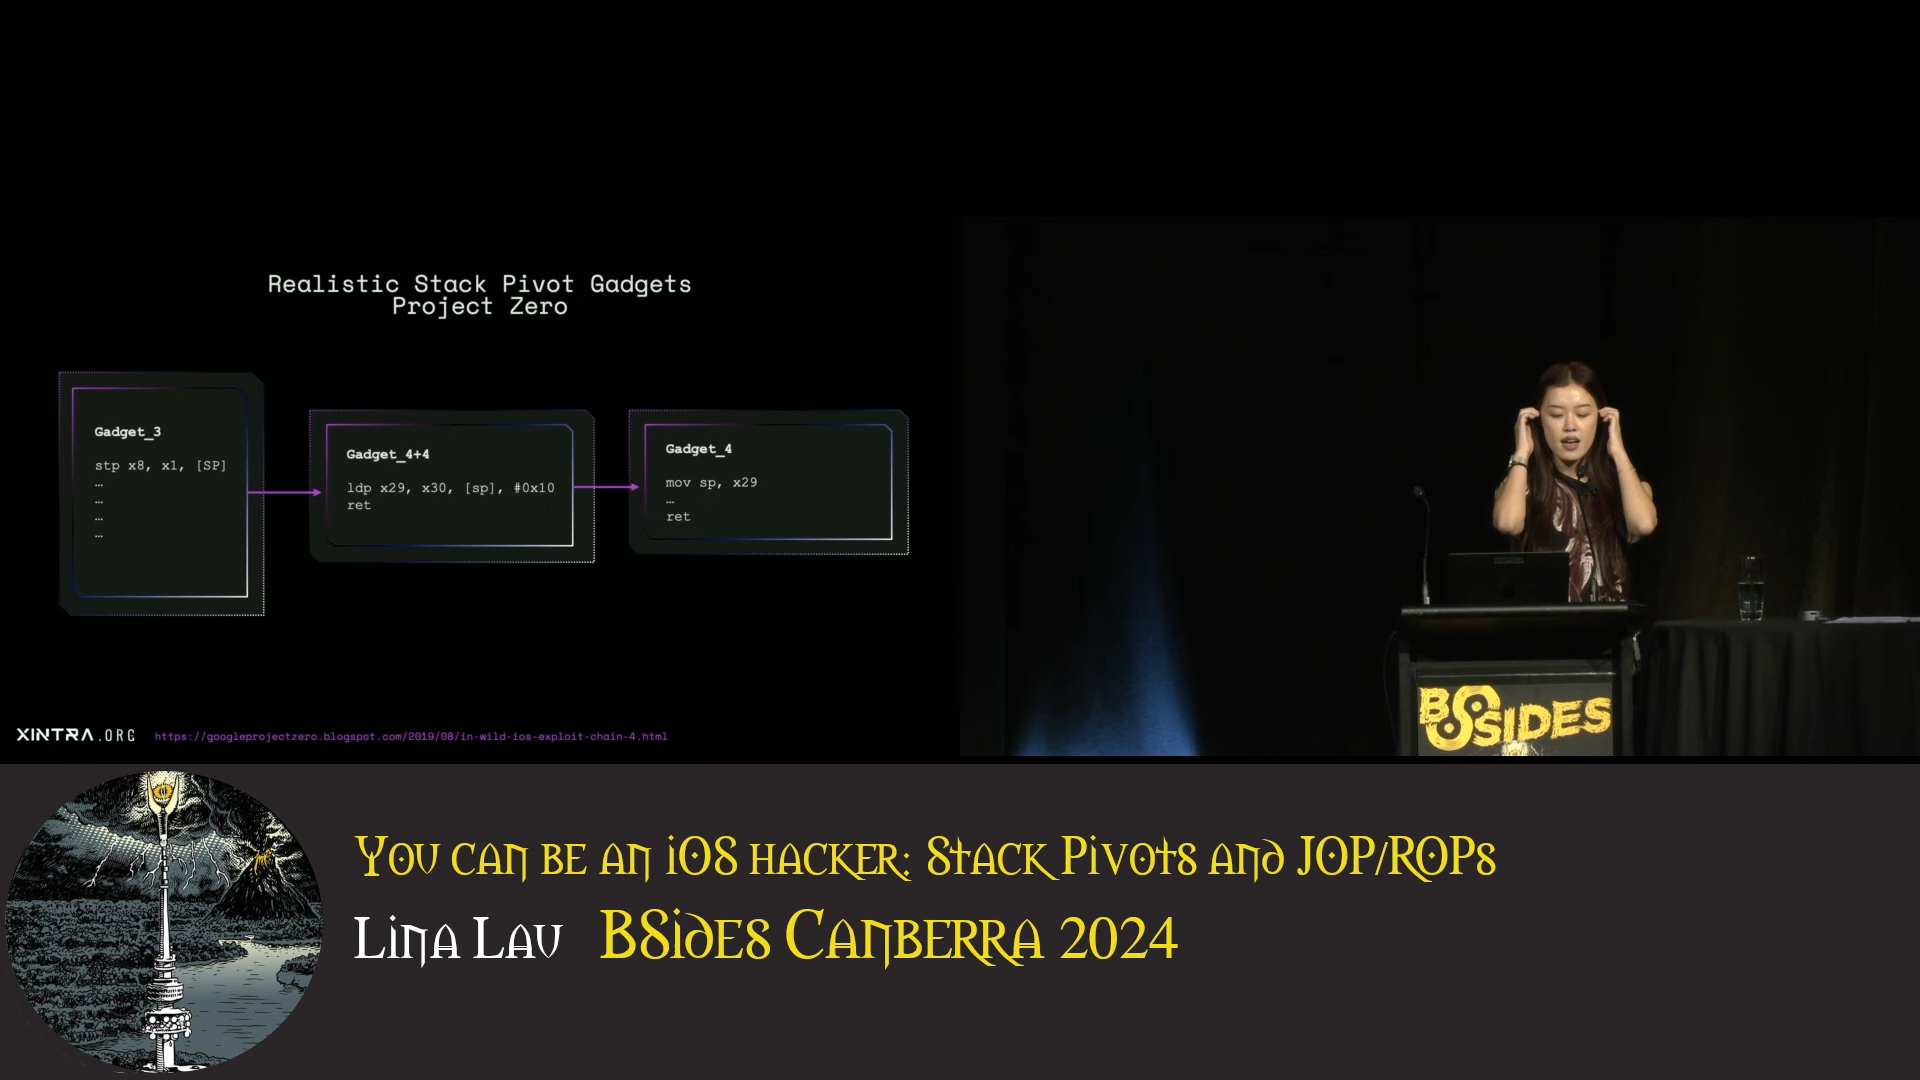 Realistic Stack Pivot Gadgets
Project Zero
Gadget_3
stp x8, x1, [SP]
…
…
…
…
Gadget_4+4
ldp x29, x30, [sp], #0x10
ret
Gadget_4
mov sp, x29
…
ret
XINTRA.ORG
https://googleprojectzero.blogspot.com/2019/08/in-wild-ios-exploit-chain-4.html
BSIDES
You can be an iOS hacker: Stack Pivots and JOP/ROPs
Lina Lau BSides Canberra 2024